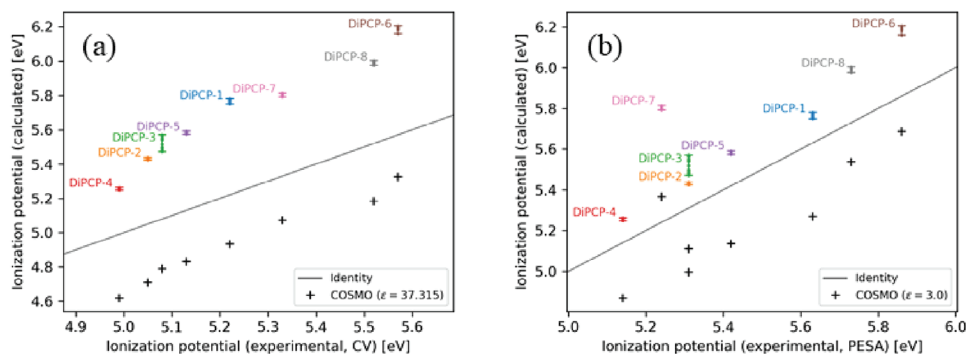 (a)
Ionization potential (calculated) [eV]
6.2
6.0
5.8
5.6
5.4
5.2
5.0
4.8
4.6
DiPCP-6
DiPCP-8
DiPCP-1
DiPCP-7
DiPCP-5
DiPCP-3
DiPCP-2
DiPCP-4
Identity
COSMO (ε = 37.315)
4.9 5.0 5.1 5.2 5.3 5.4 5.5 5.6
Ionization potential (experimental, CV) [eV]
(b)
Ionization potential (calculated) [eV]
6.2
6.0
5.8
5.6
5.4
5.2
5.0
DiPCP-6
DiPCP-8
DiPCP-7
DiPCP-1
DiPCP-5
DiPCP-3
DiPCP-2
DiPCP-4
Identity
COSMO (ε = 3.0)
5.0 5.2 5.4 5.6 5.8 6.0
Ionization potential (experimental, PESA) [eV]